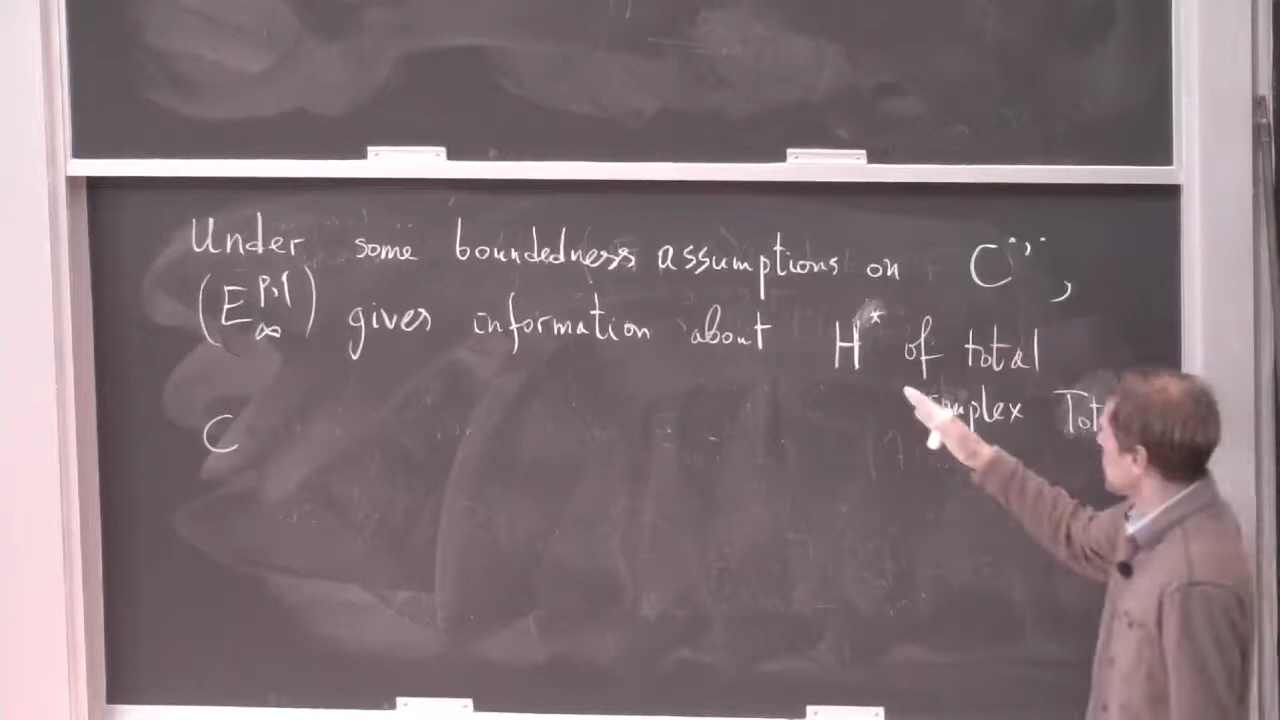 Under some boundedness assumptions on C^{•,•},
(E_∞^{p,q}) gives information about H^* of total
complex Tot
C